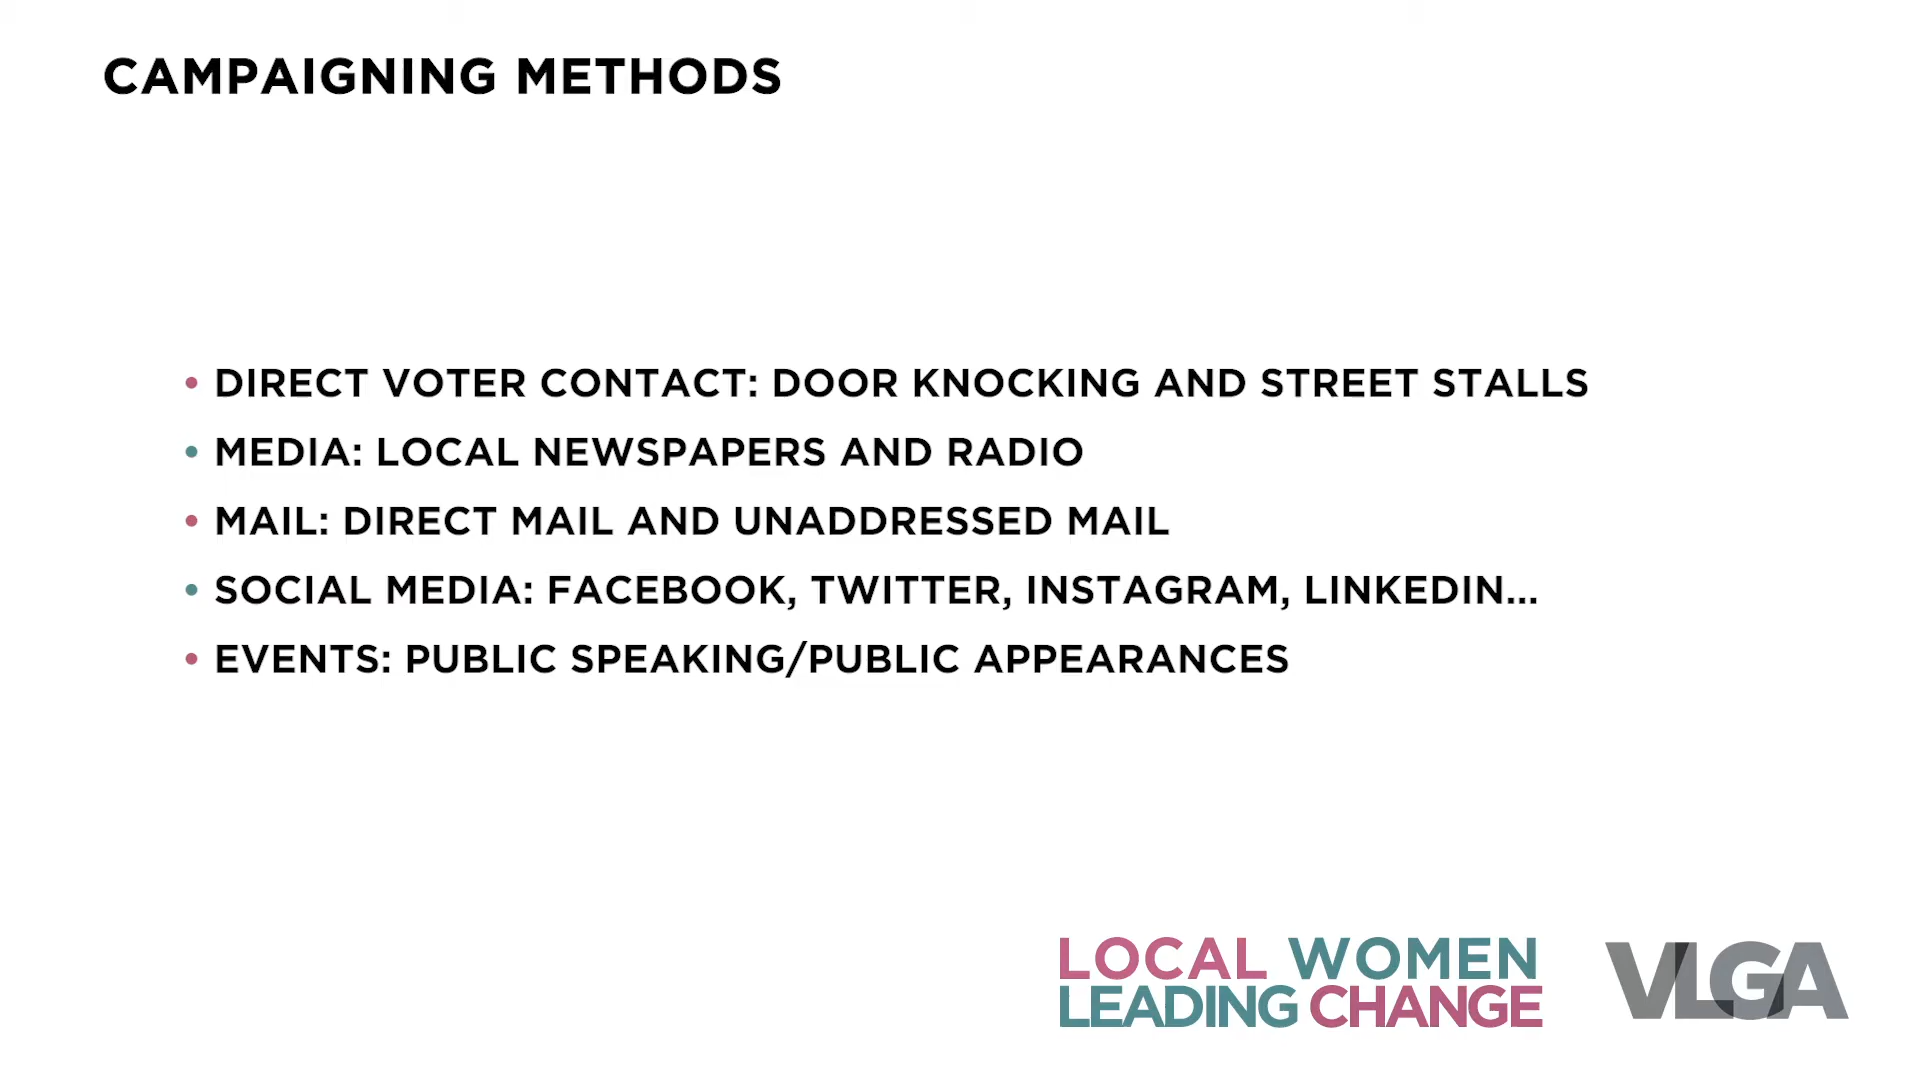 CAMPAIGNING METHODS
• DIRECT VOTER CONTACT: DOOR KNOCKING AND STREET STALLS
• MEDIA: LOCAL NEWSPAPERS AND RADIO
• MAIL: DIRECT MAIL AND UNADDRESSED MAIL
• SOCIAL MEDIA: FACEBOOK, TWITTER, INSTAGRAM, LINKEDIN...
• EVENTS: PUBLIC SPEAKING/PUBLIC APPEARANCES
LOCAL WOMEN
LEADING CHANGE
VLGA